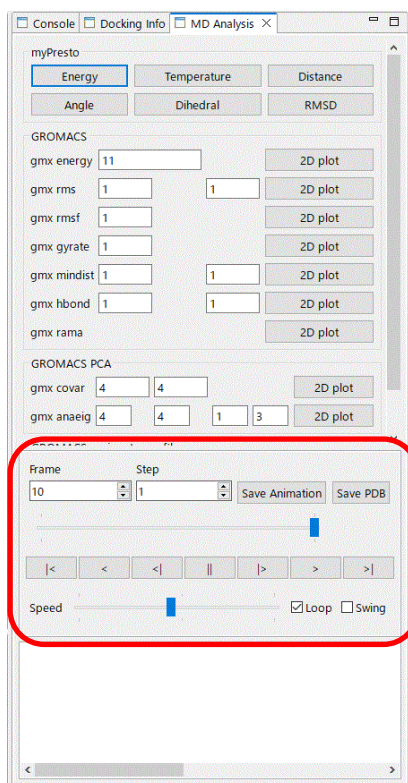 Console Docking Info MD Analysis
myPresto
Energy Temperature Distance
Angle Dihedral RMSD
GROMACS
gmx energy 11 2D plot
gmx rms 1 1 2D plot
gmx rmsf 1 2D plot
gmx gyrate 1 2D plot
gmx mindist 1 1 2D plot
gmx hbond 1 1 2D plot
gmx rama 2D plot
GROMACS PCA
gmx covar 4 4 2D plot
gmx anaeig 4 4 1 3 2D plot
Frame Step
10 1 Save Animation Save PDB
|< < <| || |> > >|
Speed Loop Swing